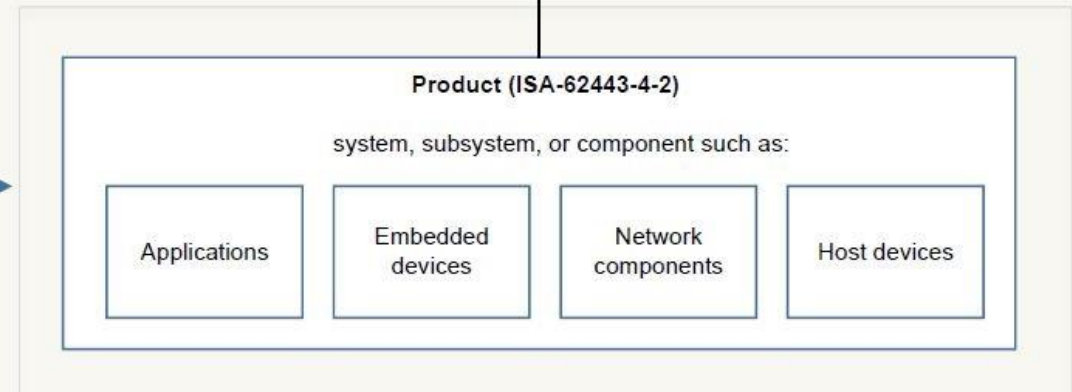 Product (ISA-62443-4-2)
system, subsystem, or component such as:
Applications
Embedded
devices
Network
components
Host devices